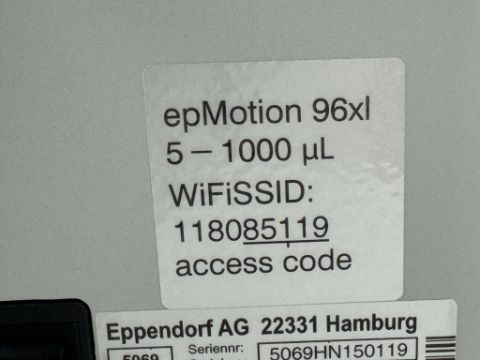 epMotion 96xl
5 – 1000 µL
WiFiSSID:
118085119
access code
Eppendorf AG 22331 Hamburg
5069 Seriennr: 5069HN150119